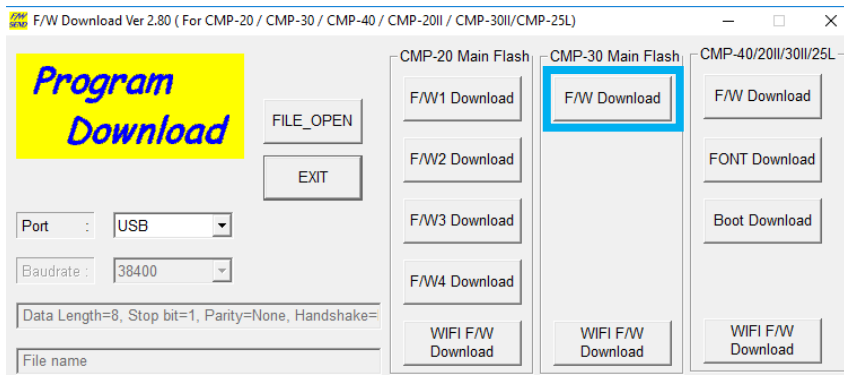 F/W SEND F/W Download Ver 2.80 ( For CMP-20 / CMP-30 / CMP-40 / CMP-20II / CMP-30II/CMP-25L)
Program
Download
FILE_OPEN
EXIT
Port :
USB
Baudrate :
38400
Data Length=8, Stop bit=1, Parity=None, Handshake=
File name
CMP-20 Main Flash
F/W1 Download
F/W2 Download
F/W3 Download
F/W4 Download
WIFI F/W
Download
CMP-30 Main Flash
F/W Download
WIFI F/W
Download
CMP-40/20II/30II/25L
F/W Download
FONT Download
Boot Download
WIFI F/W
Download